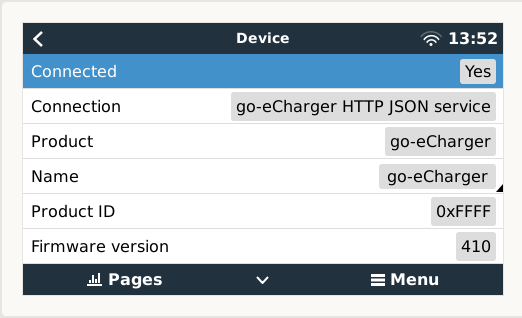 Device 13:52
Connected Yes
Connection go-eCharger HTTP JSON service
Product go-eCharger
Name go-eCharger
Product ID 0xFFFF
Firmware version 410
Pages Menu